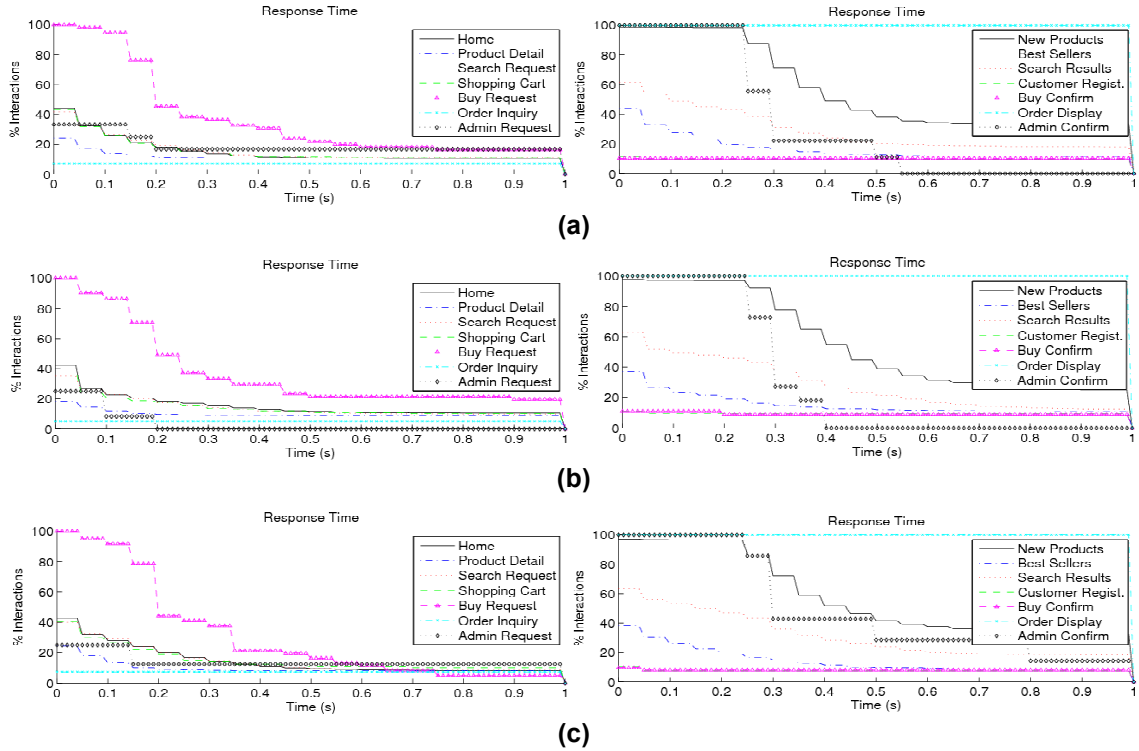 Response Time
% Interactions
100
80
60
40
20
0
Home
Product Detail
Search Request
Shopping Cart
Buy Request
Order Inquiry
Admin Request
0 0.1 0.2 0.3 0.4 0.5 0.6 0.7 0.8 0.9 1
Time (s)
Response Time
% Interactions
100
80
60
40
20
0
New Products
Best Sellers
Search Results
Customer Regist.
Buy Confirm
Order Display
Admin Confirm
0 0.1 0.2 0.3 0.4 0.5 0.6 0.7 0.8 0.9 1
Time (s)
(a)
Response Time
% Interactions
100
80
60
40
20
0
Home
Product Detail
Search Request
Shopping Cart
Buy Request
Order Inquiry
Admin Request
0 0.1 0.2 0.3 0.4 0.5 0.6 0.7 0.8 0.9 1
Time (s)
Response Time
% Interactions
100
80
60
40
20
0
New Products
Best Sellers
Search Results
Customer Regist.
Buy Confirm
Order Display
Admin Confirm
0 0.1 0.2 0.3 0.4 0.5 0.6 0.7 0.8 0.9 1
Time (s)
(b)
Response Time
% Interactions
100
80
60
40
20
0
Home
Product Detail
Search Request
Shopping Cart
Buy Request
Order Inquiry
Admin Request
0 0.1 0.2 0.3 0.4 0.5 0.6 0.7 0.8 0.9 1
Time (s)
Response Time
% Interactions
100
80
60
40
20
0
New Products
Best Sellers
Search Results
Customer Regist.
Buy Confirm
Order Display
Admin Confirm
0 0.1 0.2 0.3 0.4 0.5 0.6 0.7 0.8 0.9 1
Time (s)
(c)